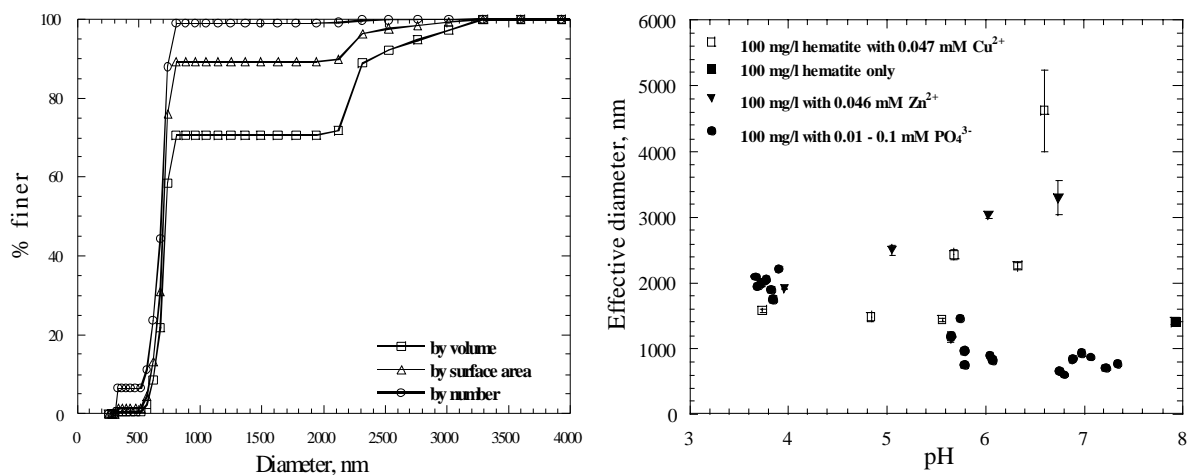 % finer
100
80
60
40
20
0
by volume
by surface area
by number
0 500 1000 1500 2000 2500 3000 3500 4000
Diameter, nm
Effective diameter, nm
6000
5000
4000
3000
2000
1000
0
100 mg/l hematite with 0.047 mM Cu²⁺
100 mg/l hematite only
100 mg/l with 0.046 mM Zn²⁺
100 mg/l with 0.01 - 0.1 mM PO₄³⁻
3 4 5 6 7 8
pH